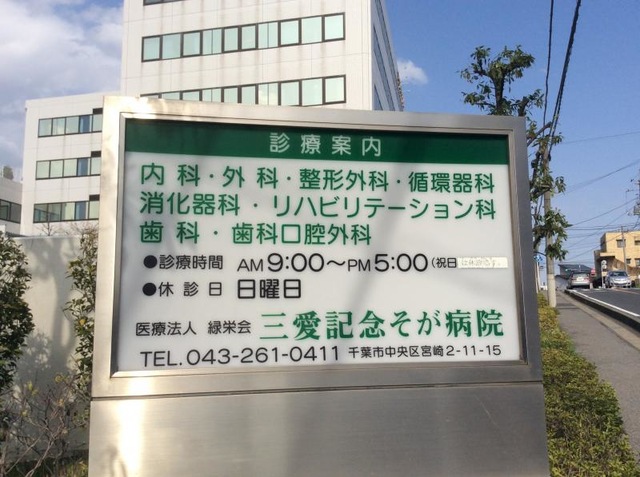 診療案内
内科・外科・整形外科・循環器科
消化器科・リハビリテーション科
歯科・歯科口腔外科
●診療時間 AM9:00～PM5:00(祝日
●休診日 日曜日
医療法人 緑栄会 三愛記念そが病院
TEL.043-261-0411 千葉市中央区宮崎2-11-15